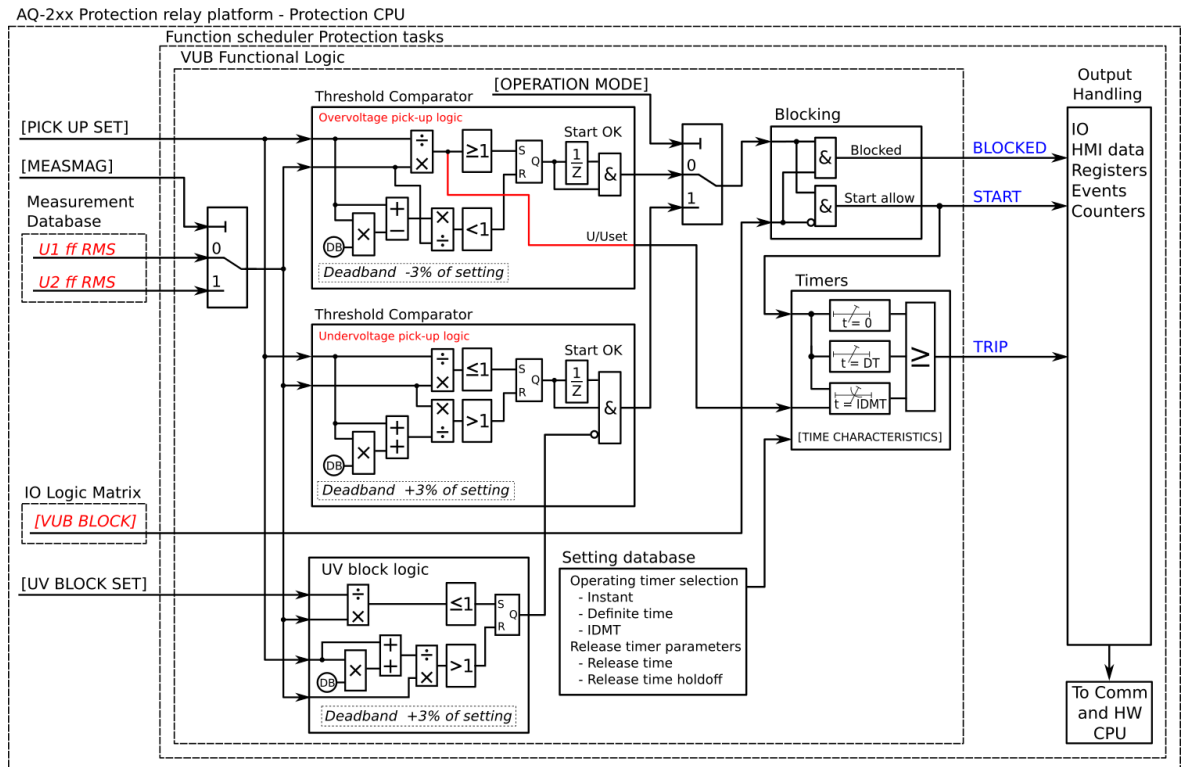 AQ-2xx Protection relay platform - Protection CPU
Function scheduler Protection tasks
VUB Functional Logic
[OPERATION MODE]
Output
Handling
Threshold Comparator
Overvoltage pick-up logic
[PICK UP SET]
[MEASMAG]
Measurement
Database
U1 ff RMS
U2 ff RMS
0
1
÷
×
≥1
S
R
Q
Start OK
1
Z
&
+
−
×
×
÷
<1
DB
U/Uset
Deadband -3% of setting
0
1
Blocking
&
Blocked
&
Start allow
BLOCKED
START
IO
HMI data
Registers
Events
Counters
Timers
t = 0
t = DT
t = IDMT
≥
[TIME CHARACTERISTICS]
TRIP
Threshold Comparator
Undervoltage pick-up logic
÷
×
≤1
S
R
Q
Start OK
1
Z
&
×
÷
>1
+
+
×
DB
Deadband +3% of setting
IO Logic Matrix
[VUB BLOCK]
[UV BLOCK SET]
UV block logic
÷
×
≤1
S
R
Q
+
+
×
÷
×
>1
DB
Deadband +3% of setting
Setting database
Operating timer selection
- Instant
- Definite time
- IDMT
Release timer parameters
- Release time
- Release time holdoff
To Comm
and HW
CPU